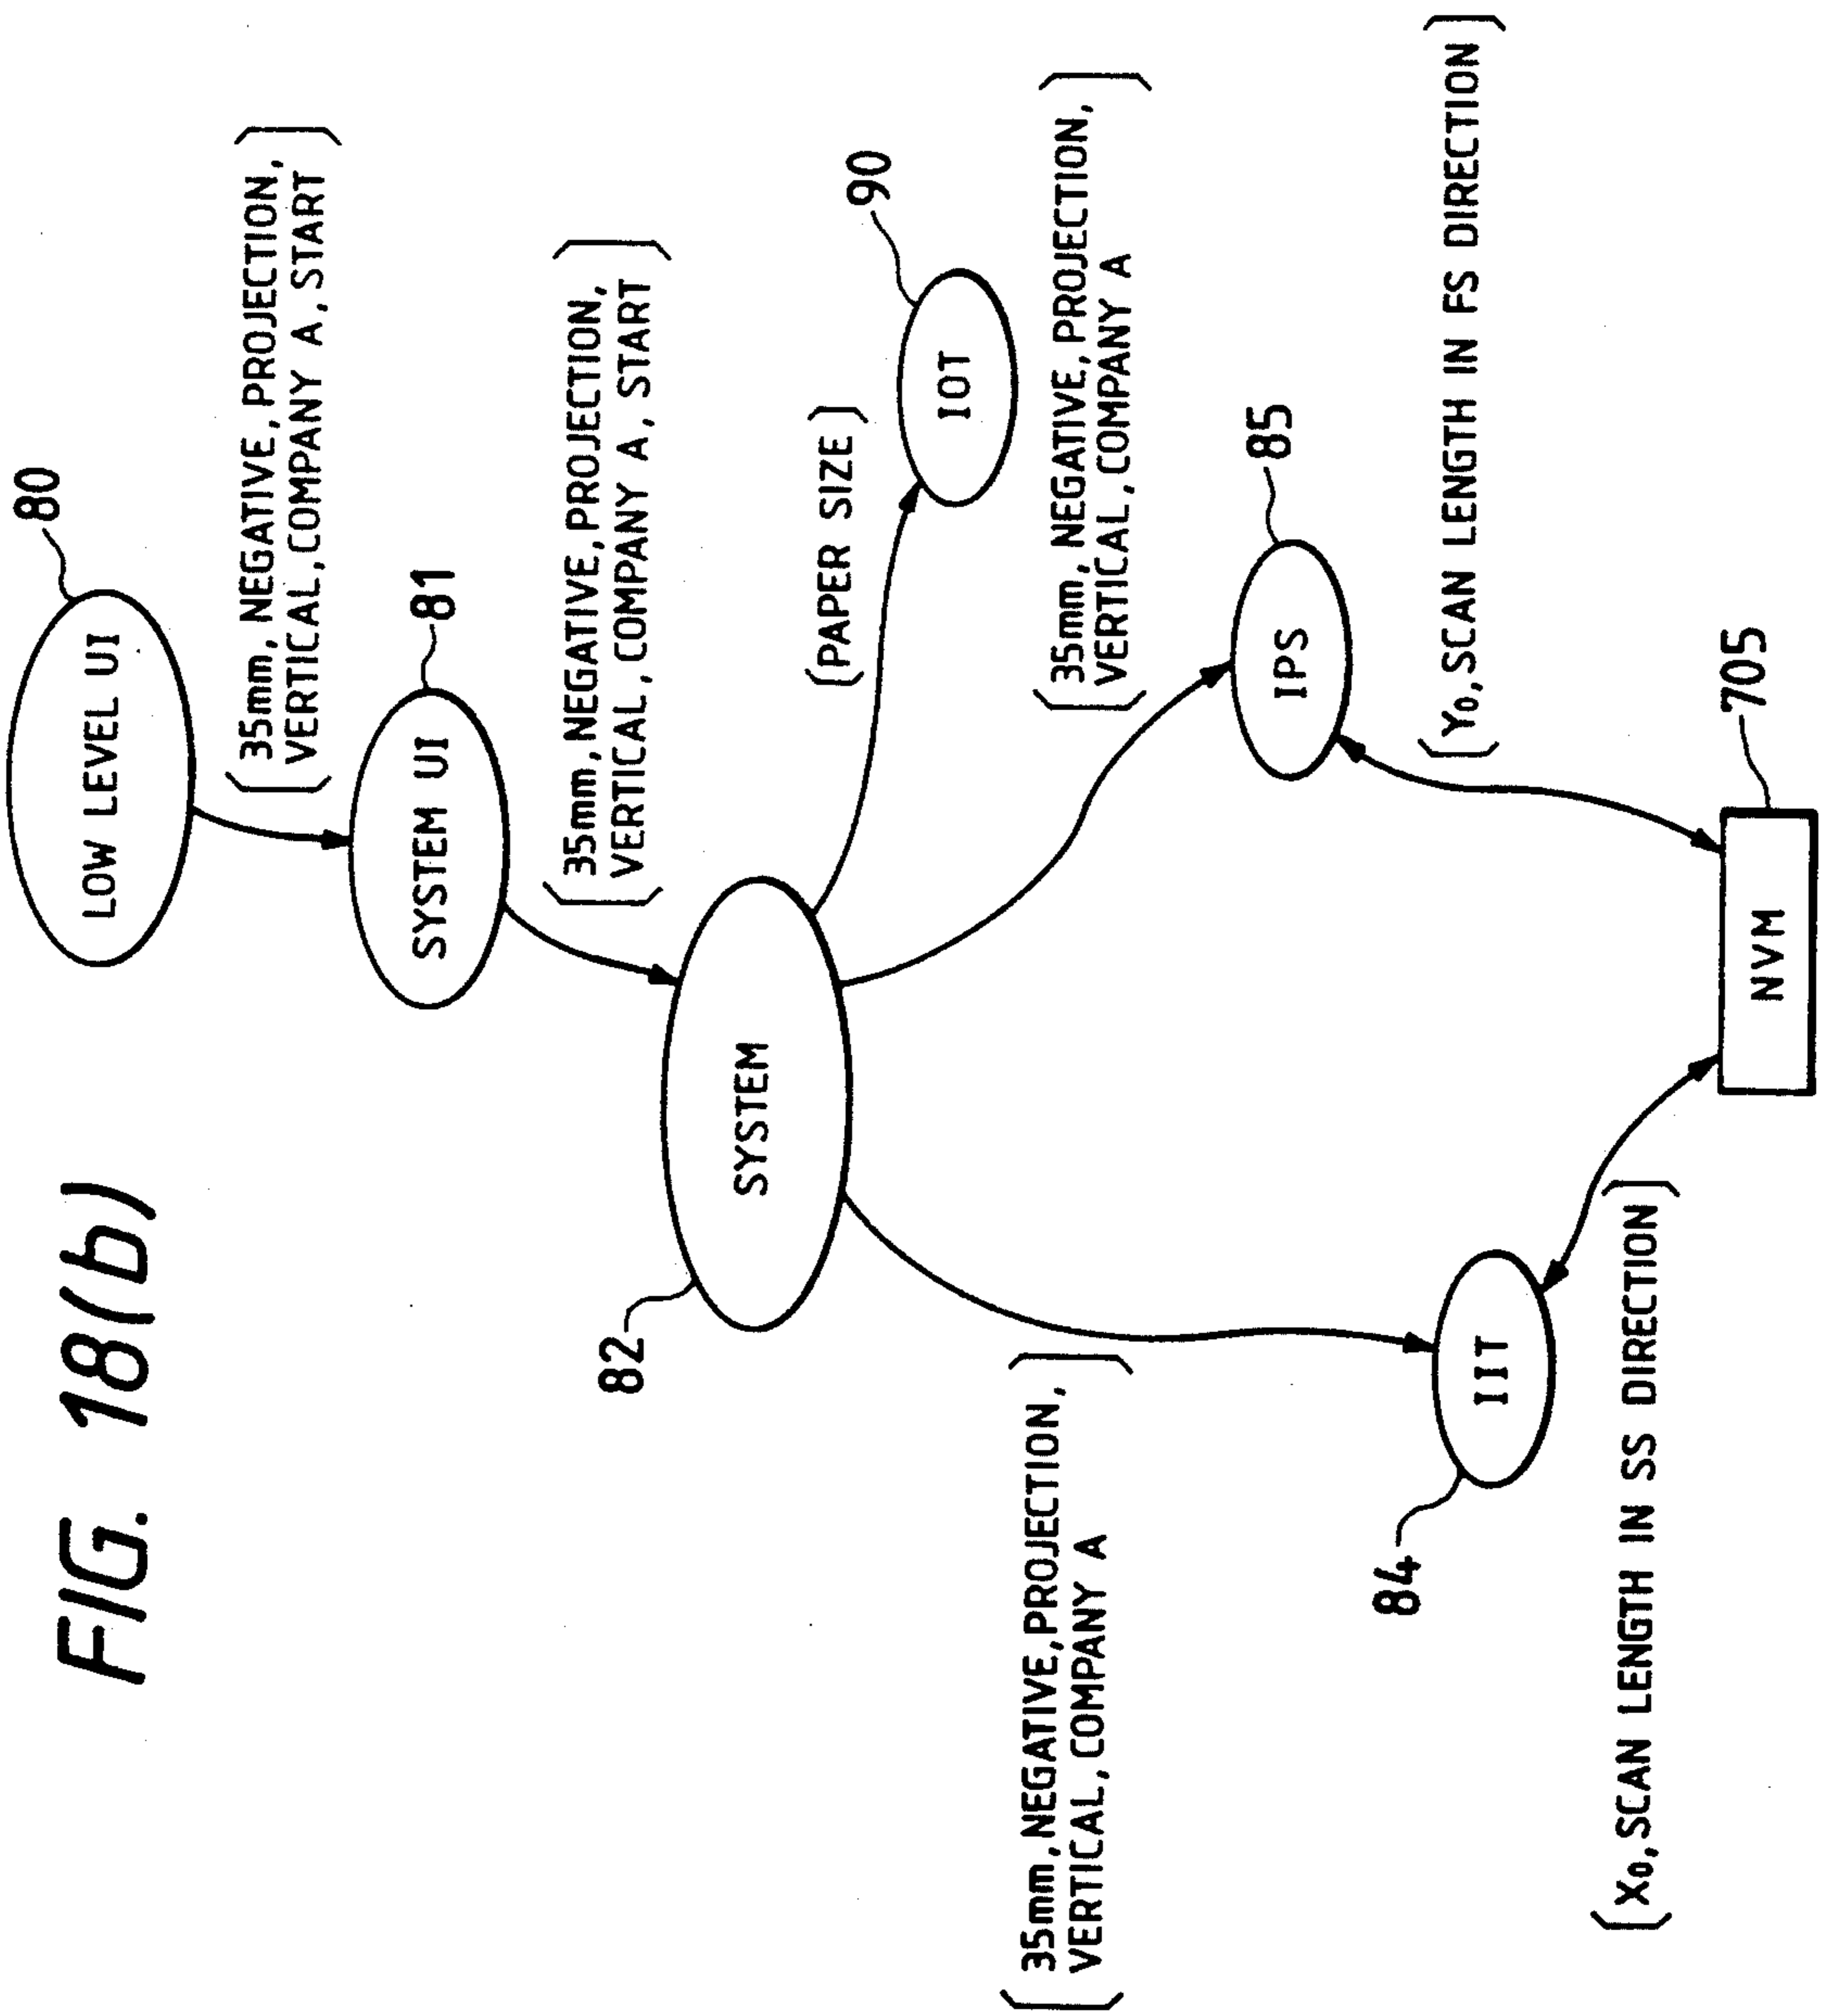 FIG. 18(b)
80
LOW LEVEL UI
[35mm, NEGATIVE, PROJECTION,
VERTICAL, COMPANY A, START]
81
SYSTEM UI
[35mm, NEGATIVE, PROJECTION,
VERTICAL, COMPANY A, START]
82
SYSTEM
[PAPER SIZE]
90
IOT
[35mm, NEGATIVE, PROJECTION,
VERTICAL, COMPANY A]
[35mm, NEGATIVE, PROJECTION,
VERTICAL, COMPANY A]
85
IPS
84
IIT
[Y₀, SCAN LENGTH IN FS DIRECTION]
[X₀, SCAN LENGTH IN SS DIRECTION]
705
NVM